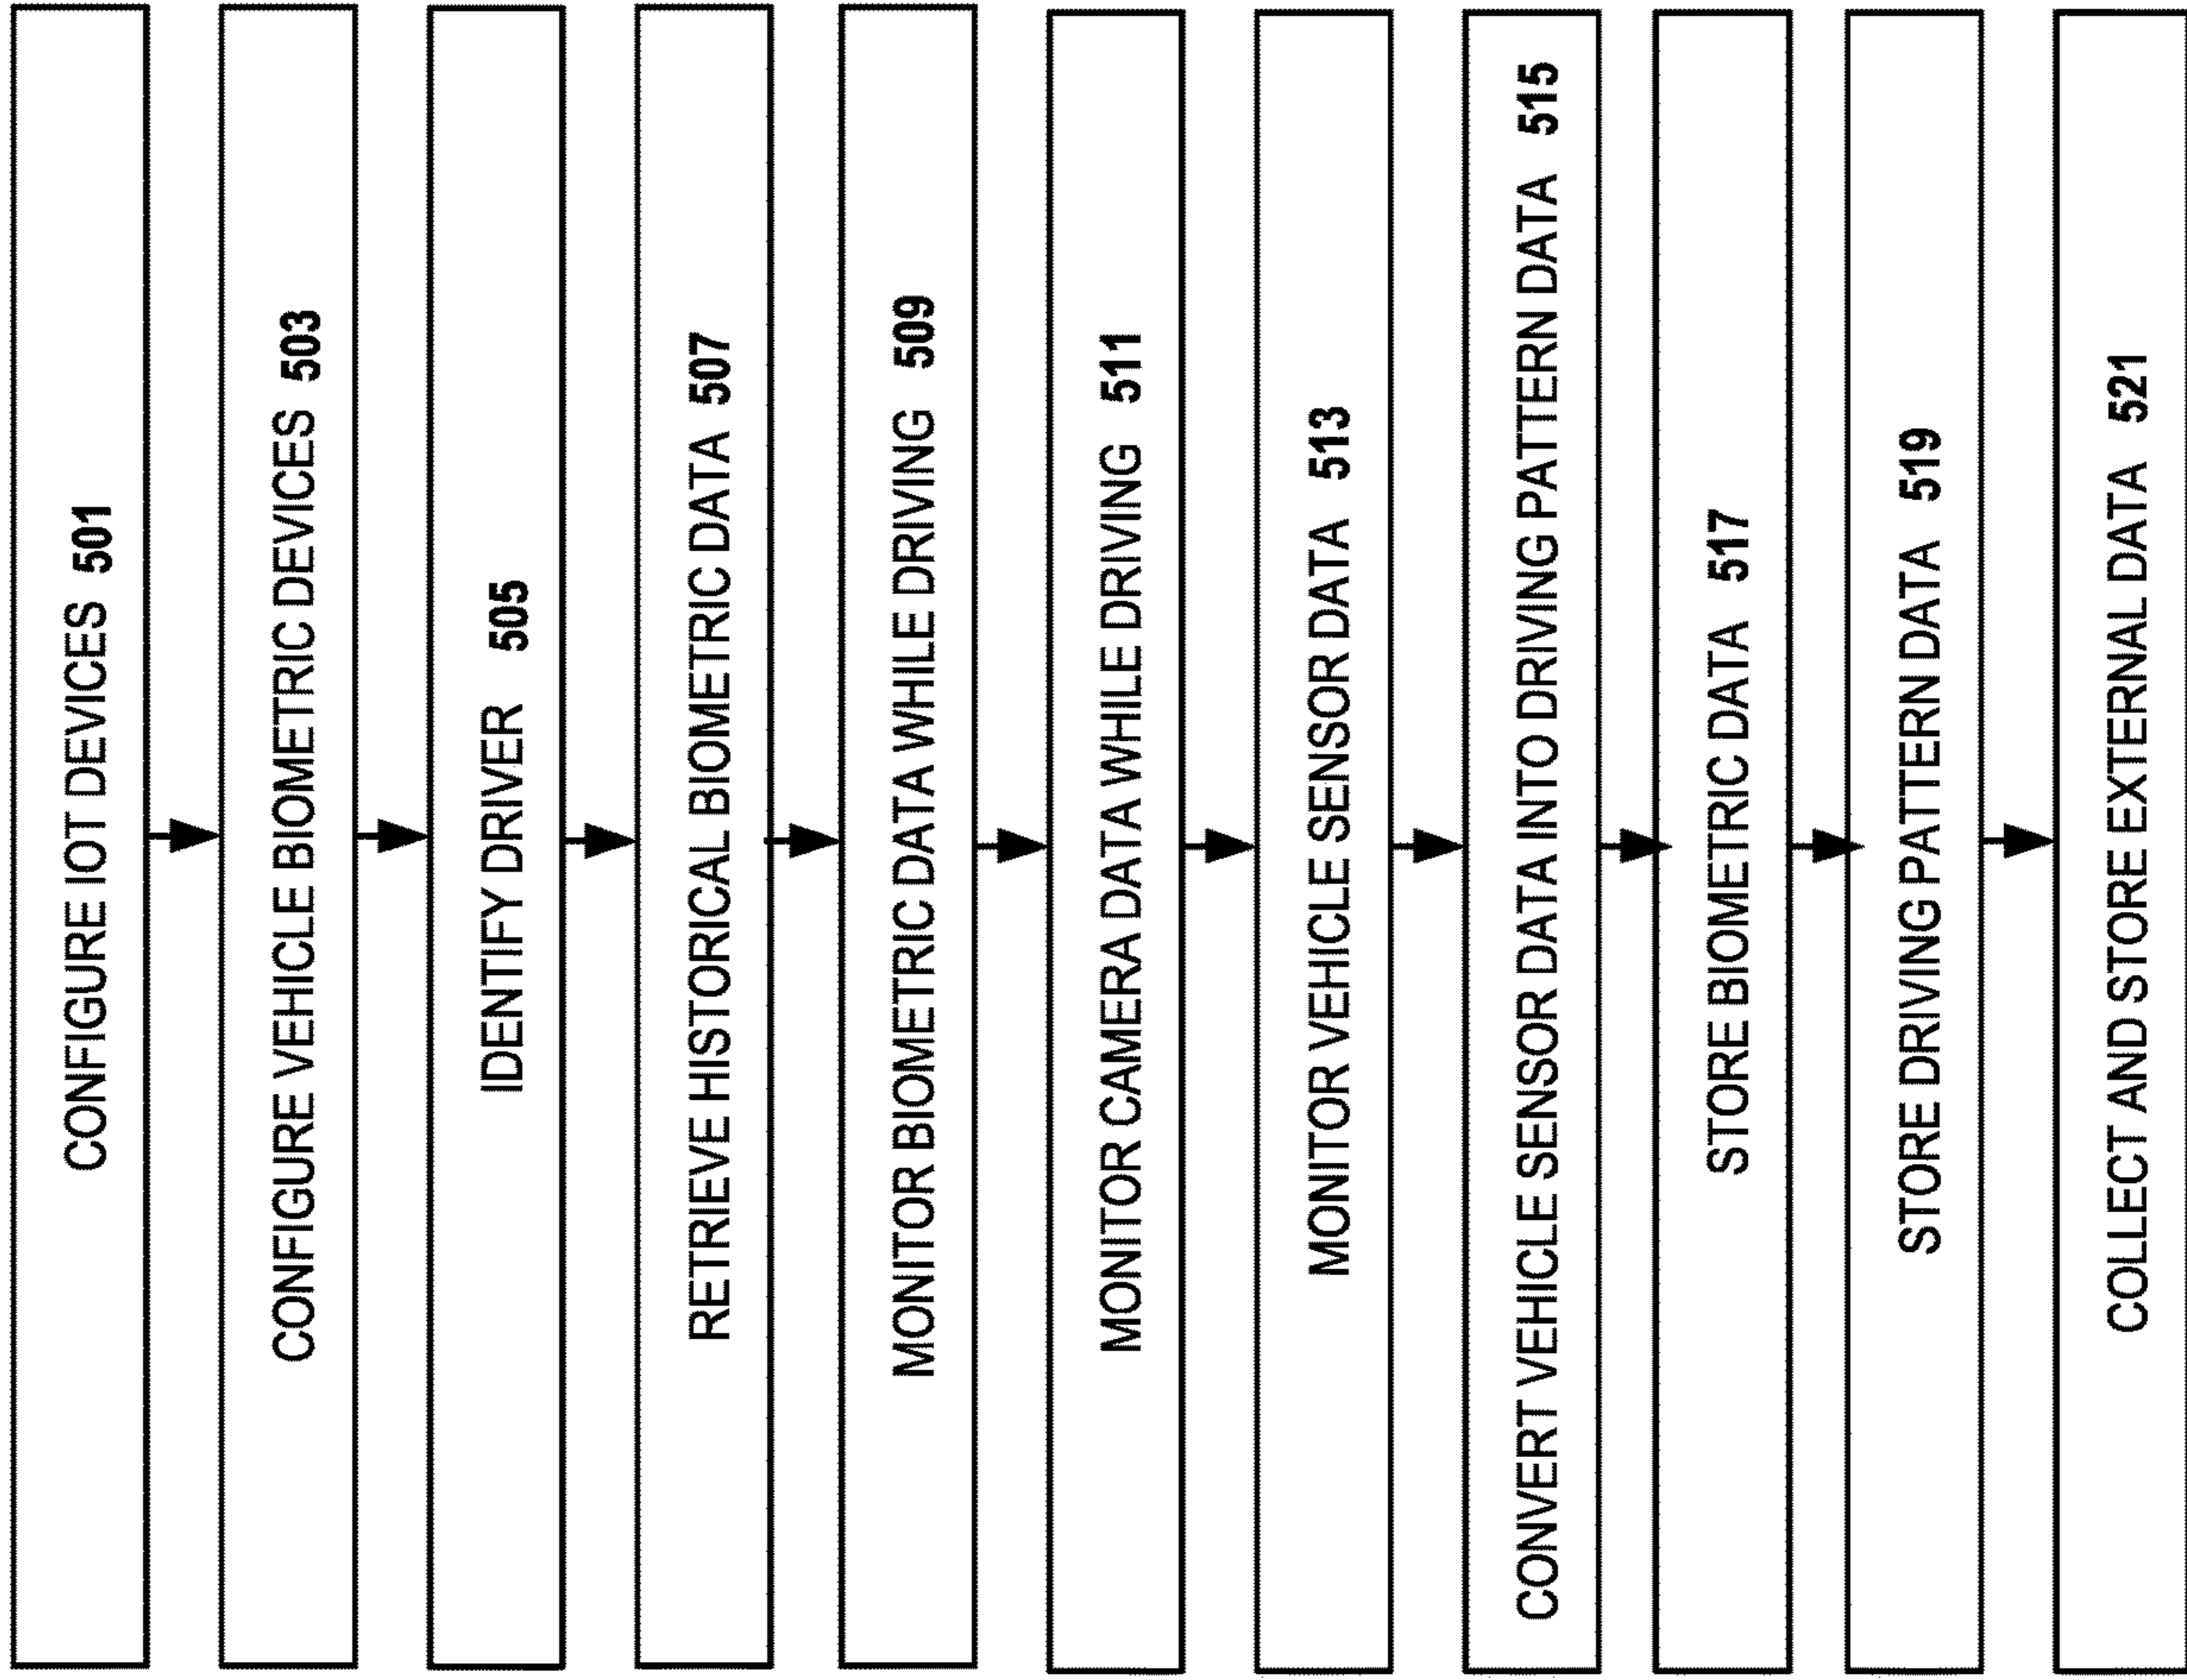 CONFIGURE IOT DEVICES 501
CONFIGURE VEHICLE BIOMETRIC DEVICES 503
IDENTIFY DRIVER 505
RETRIEVE HISTORICAL BIOMETRIC DATA 507
MONITOR BIOMETRIC DATA WHILE DRIVING 509
MONITOR CAMERA DATA WHILE DRIVING 511
MONITOR VEHICLE SENSOR DATA 513
CONVERT VEHICLE SENSOR DATA INTO DRIVING PATTERN DATA 515
STORE BIOMETRIC DATA 517
STORE DRIVING PATTERN DATA 519
COLLECT AND STORE EXTERNAL DATA 521